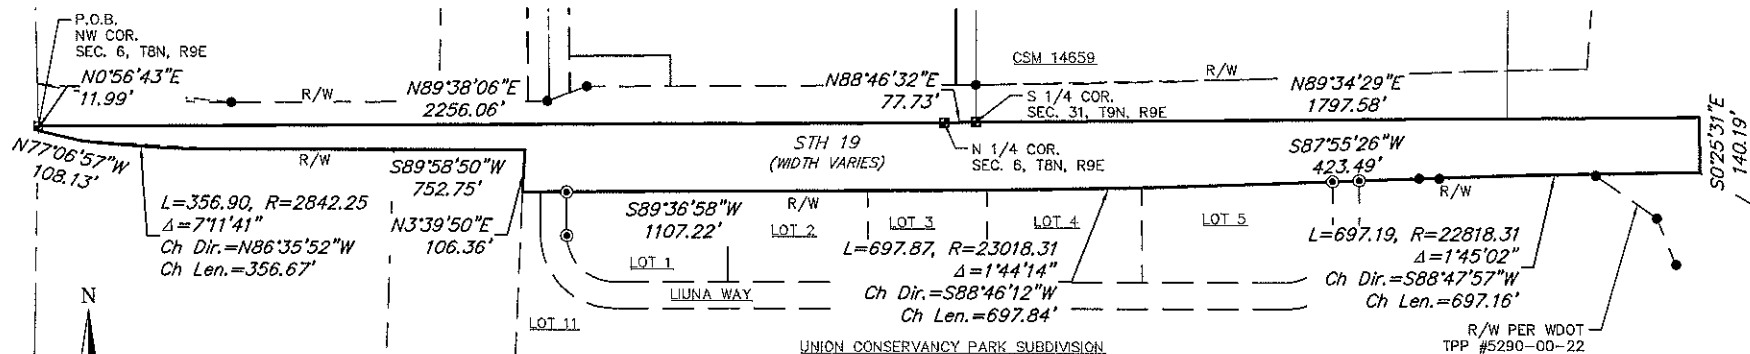 P.O.B.
NW COR.
SEC. 6, T8N, R9E
N0°56'43"E
11.99'
R/W
N89°38'06"E
2256.06'
N88°46'32"E
77.73'
CSM 14659
R/W
N89°34'29"E
1797.58'
S 1/4 COR.
SEC. 31, T9N, R9E
S0°25'31"E
140.19'
N77°06'57"W
108.13'
R/W
S89°58'50"W
752.75'
STH 19
(WIDTH VARIES)
N 1/4 COR.
SEC. 6, T8N, R9E
S87°55'26"W
423.49'
R/W
L=356.90, R=2842.25
Δ=7°11'41"
Ch Dir.=N86°35'52"W
Ch Len.=356.67'
N3°39'50"E
106.36'
S89°36'58"W
1107.22'
R/W
LOT 1
LOT 2
LOT 3
LOT 4
LOT 5
L=697.87, R=23018.31
Δ=1°44'14"
Ch Dir.=S88°46'12"W
Ch Len.=697.84'
L=697.19, R=22818.31
Δ=1°45'02"
Ch Dir.=S88°47'57"W
Ch Len.=697.16'
LIUNA WAY
LOT 11
N
UNION CONSERVANCY PARK SUBDIVISION
R/W PER WDOT
TPP #5290-00-22